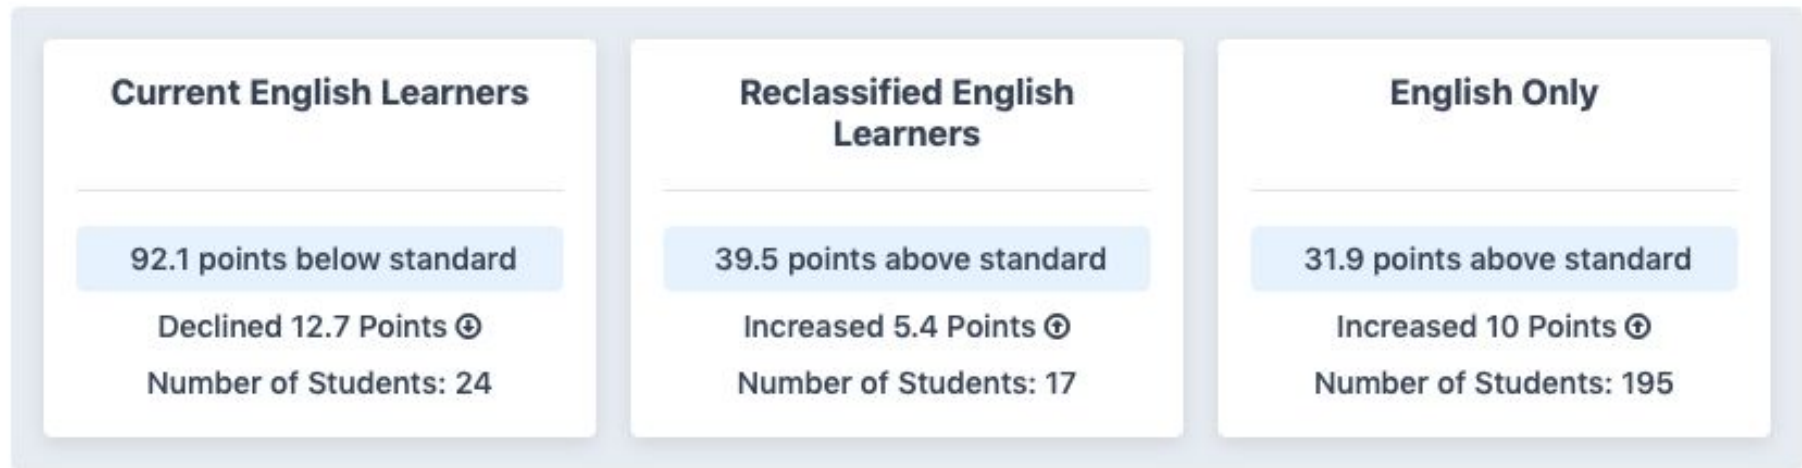 Current English Learners
92.1 points below standard
Declined 12.7 Points
Number of Students: 24
Reclassified English
Learners
39.5 points above standard
Increased 5.4 Points
Number of Students: 17
English Only
31.9 points above standard
Increased 10 Points
Number of Students: 195